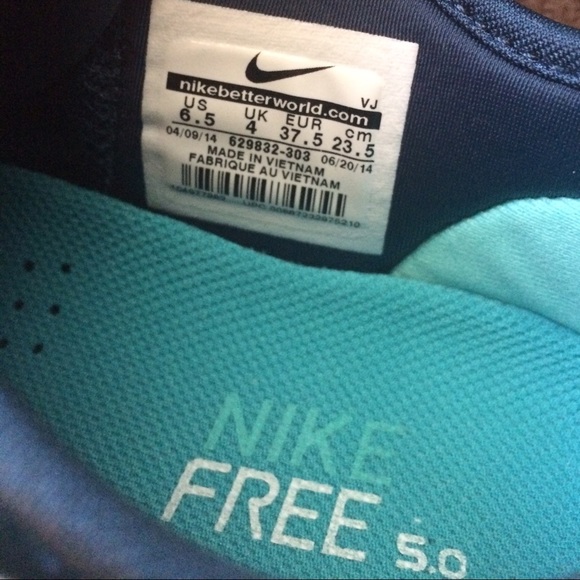 VJ
nikebetterworld.com
US UK EUR cm
6.5 4 37.5 23.5
04/09/14 629832-303 06/20/14
MADE IN VIETNAM
FABRIQUE AU VIETNAM
NIKE
FREE 5.0